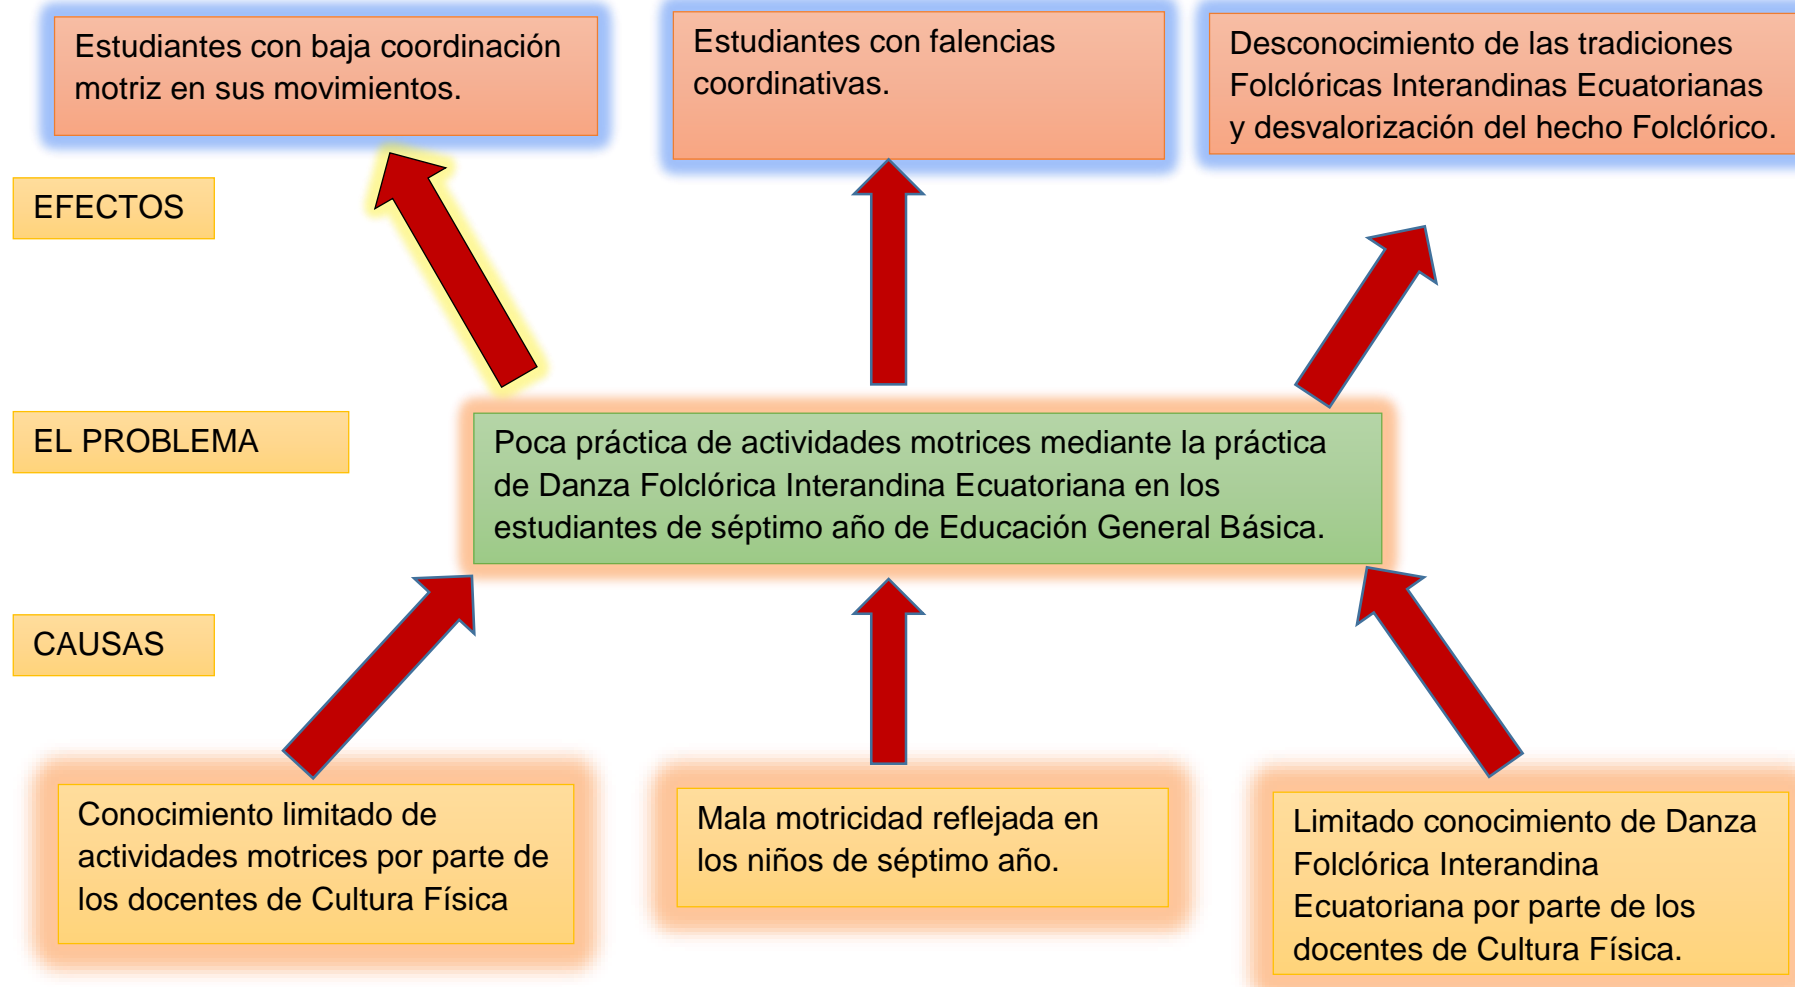 Estudiantes con baja coordinación
motriz en sus movimientos.
Estudiantes con falencias
coordinativas.
Desconocimiento de las tradiciones
Folclóricas Interandinas Ecuatorianas
y desvalorización del hecho Folclórico.
EFECTOS
EL PROBLEMA
Poca práctica de actividades motrices mediante la práctica
de Danza Folclórica Interandina Ecuatoriana en los
estudiantes de séptimo año de Educación General Básica.
CAUSAS
Conocimiento limitado de
actividades motrices por parte de
los docentes de Cultura Física
Mala motricidad reflejada en
los niños de séptimo año.
Limitado conocimiento de Danza
Folclórica Interandina
Ecuatoriana por parte de los
docentes de Cultura Física.